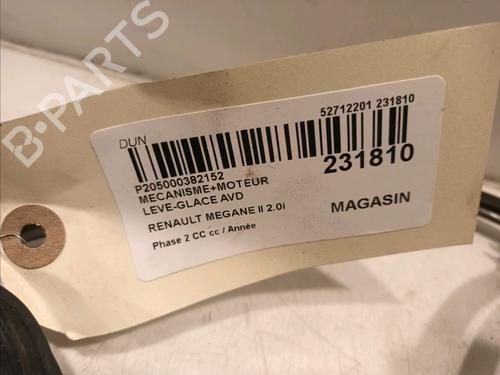 B-PARTS
DUN
52712201 231810
P205000382152
231810
MECANISME+MOTEUR
LEVE-GLACE AVD
RENAULT MEGANE II 2.0i
MAGASIN
Phase 2 CC cc / Année